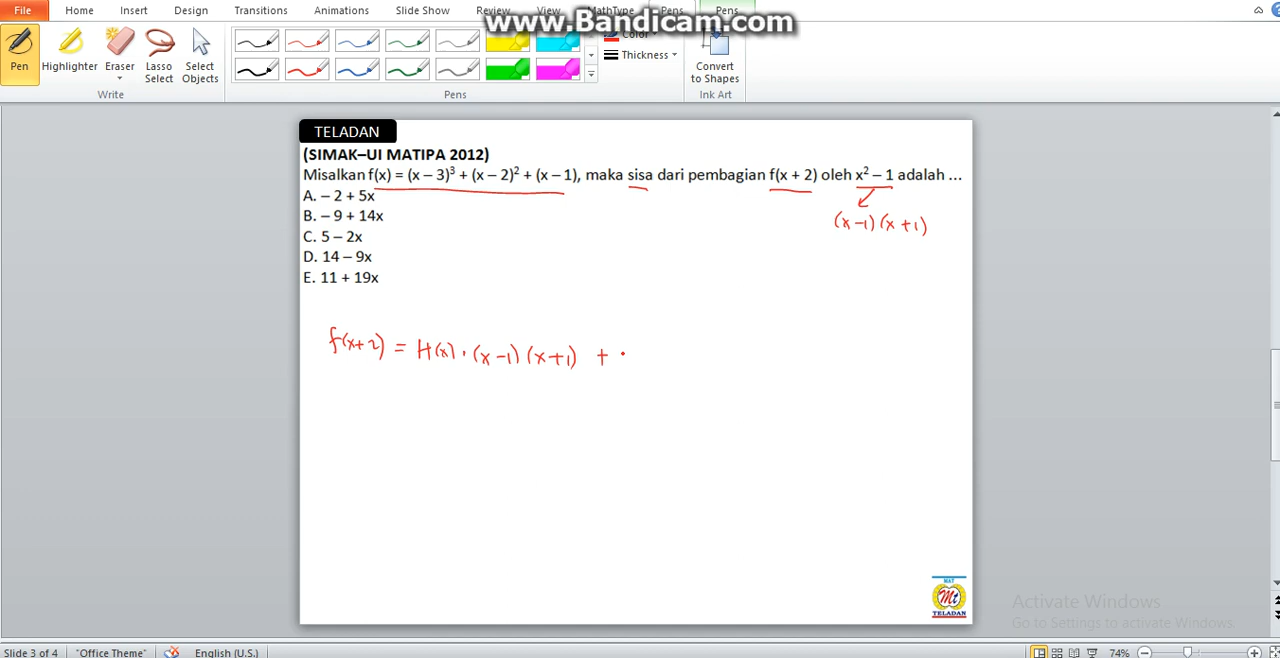 www.Bandicam.com
File Home Insert Design Transitions Animations Slide Show Review View MathType Pens Pens
Pen Highlighter Eraser Lasso Select Select Objects Color Thickness Convert to Shapes
Write Pens Ink Art
TELADAN
(SIMAK–UI MATIPA 2012)
Misalkan f(x) = (x – 3)³ + (x – 2)² + (x – 1), maka sisa dari pembagian f(x + 2) oleh x² – 1 adalah ...
A. – 2 + 5x
B. – 9 + 14x
C. 5 – 2x
D. 14 – 9x
E. 11 + 19x
(x –1) (x +1)
f(x+2) = H(x) · (x –1) (x +1) +
MAT
Mt
TELADAN
Activate Windows
Go to Settings to activate Windows.
Slide 3 of 4 "Office Theme" English (U.S.) 74%